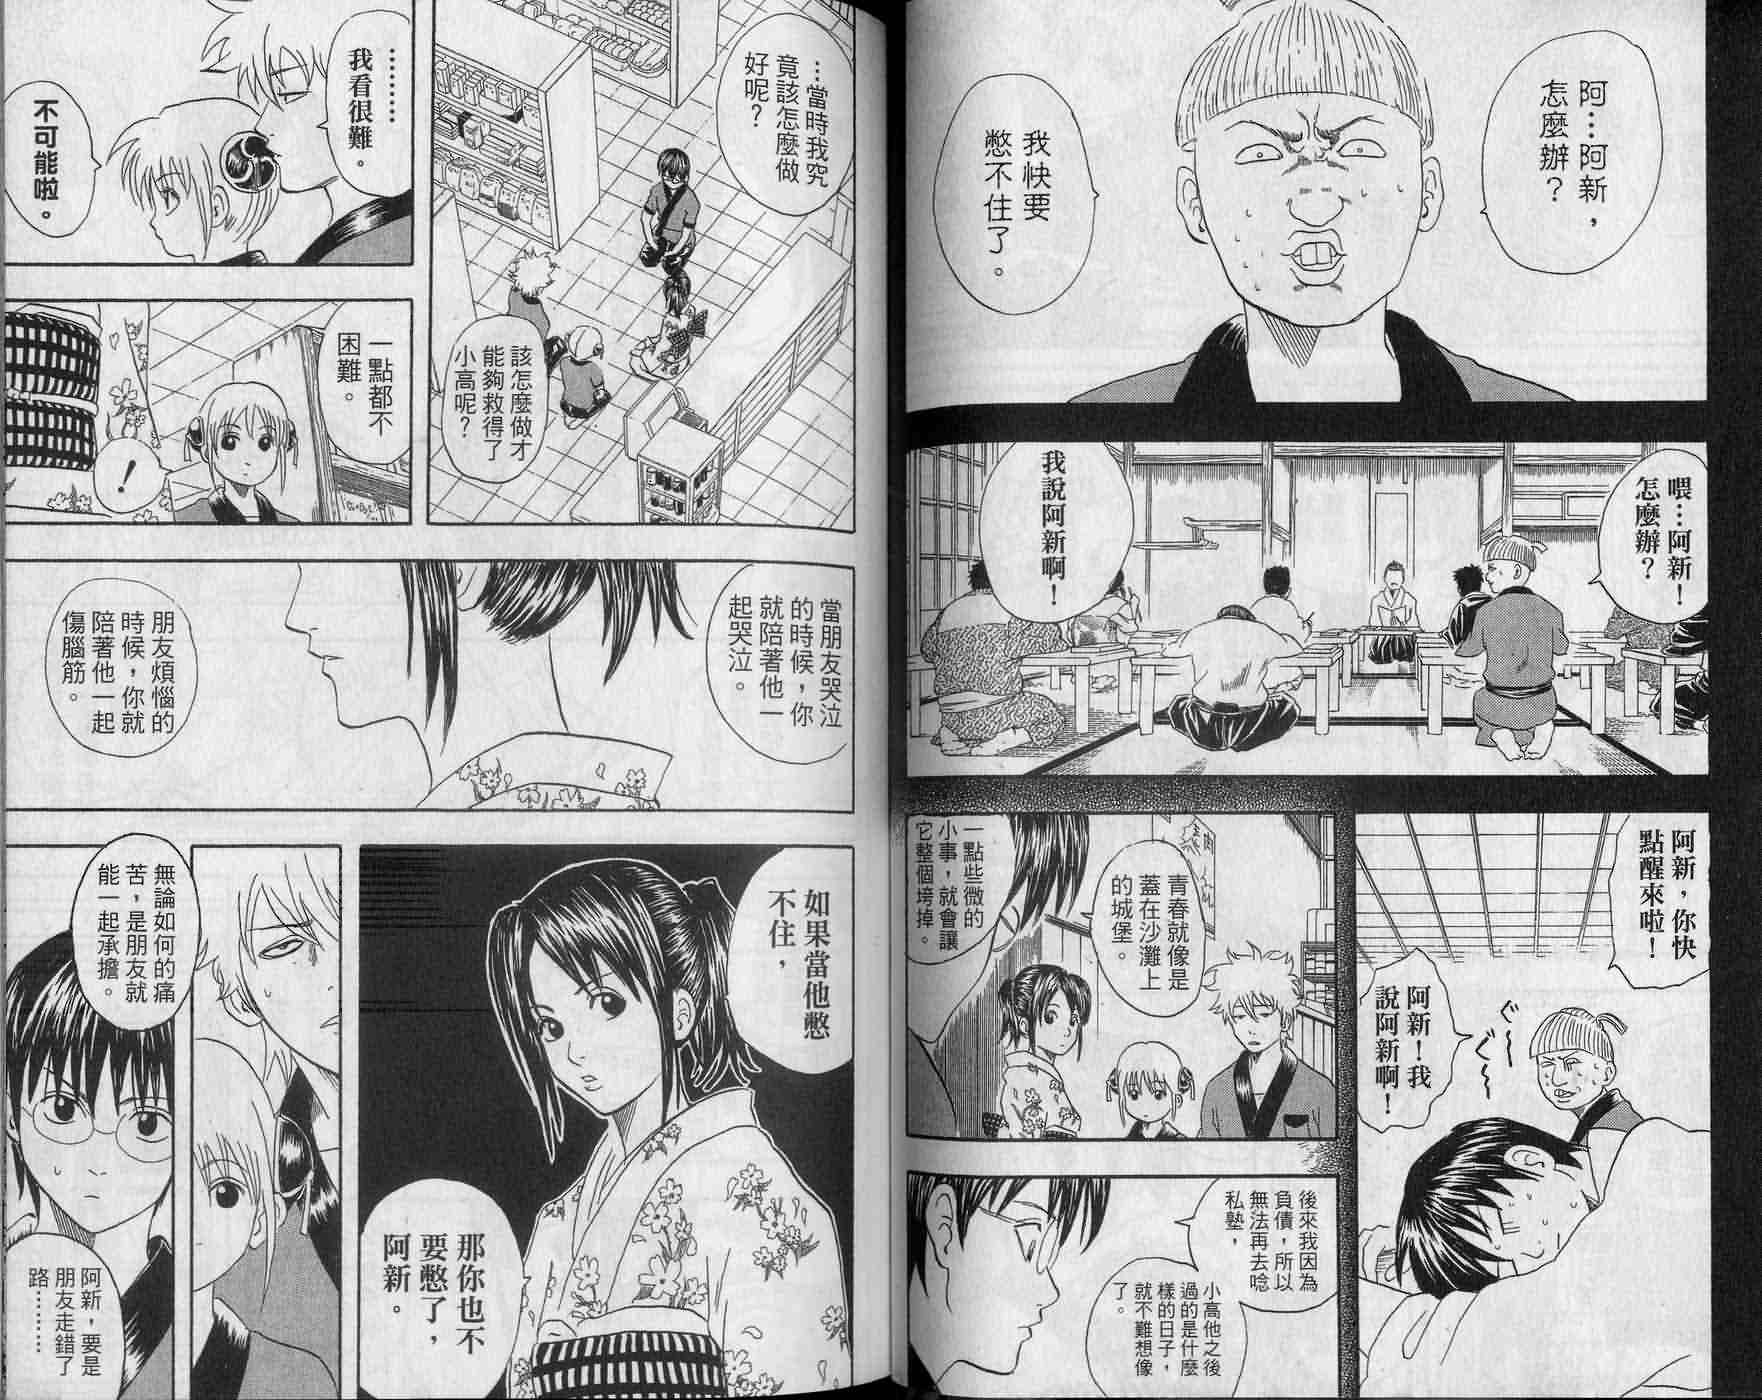 阿…阿新，
怎麼辦？
我快要
憋不住了。
喂…阿新！
怎麼辦？
我說阿新啊！
阿新，你快
點醒來啦！
阿新！我
說阿新啊！
青春就像是
蓋在沙灘上
的城堡。
一點些微的
小事，就會讓
它整個垮掉。
後來我因為
負債，所以
無法再去唸
私塾，
小高他之後
過的是什麼
樣的日子，
就不難想像
了。
…當時我究
竟該怎麼做
好呢？
該怎麼做才
能夠救得了
小高呢？
………
我看很難。
不可能啦。
一點都不
困難。
！
當朋友哭泣
的時候，你
就陪著他一
起哭泣。
朋友煩惱的
時候，你就
陪著他一起
傷腦筋。
如果當他憋
不住，
那你也不
要憋了，
阿新。
無論如何的痛
苦，是朋友就
能一起承擔。
阿新，要是
朋友走錯了
路………